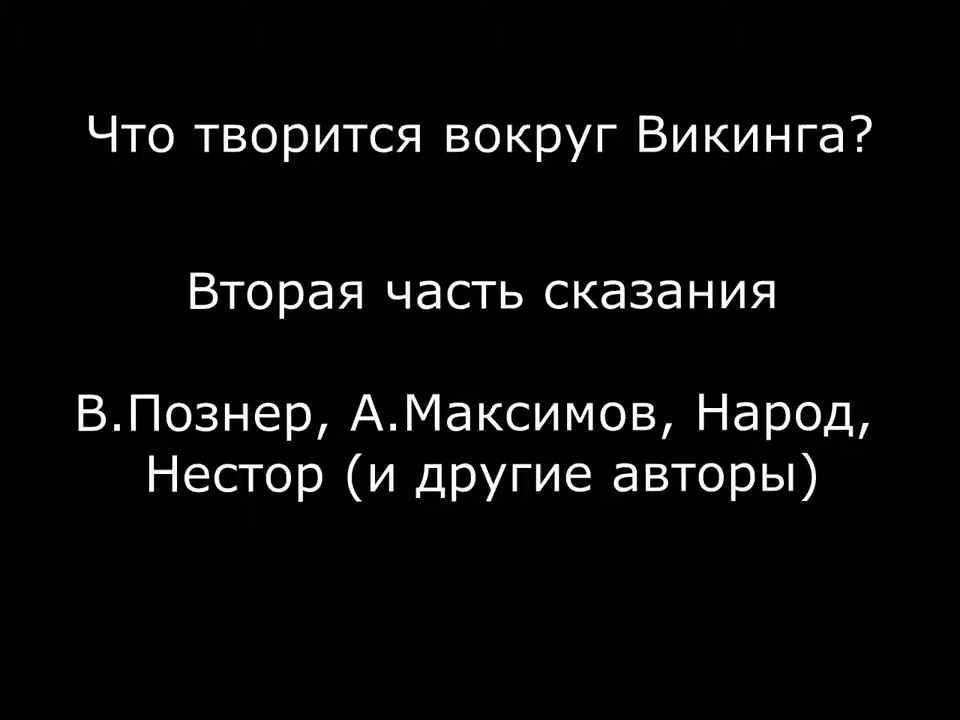 Что творится вокруг Викинга?
Вторая часть сказания
В.Познер, А.Максимов, Народ,
Нестор (и другие авторы)